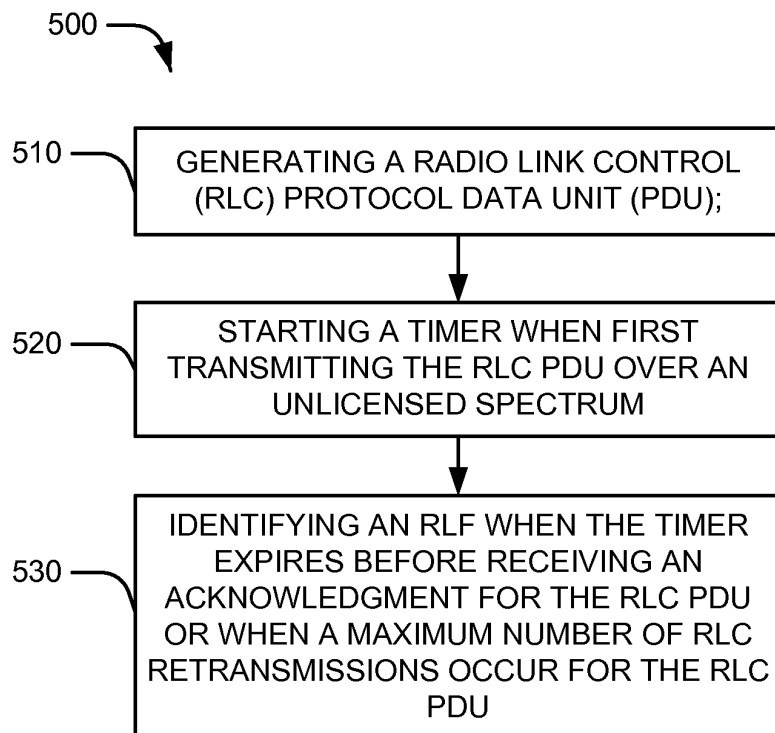 500
510
GENERATING A RADIO LINK CONTROL
(RLC) PROTOCOL DATA UNIT (PDU);
520
STARTING A TIMER WHEN FIRST
TRANSMITTING THE RLC PDU OVER AN
UNLICENSED SPECTRUM
530
IDENTIFYING AN RLF WHEN THE TIMER
EXPIRES BEFORE RECEIVING AN
ACKNOWLEDGMENT FOR THE RLC PDU
OR WHEN A MAXIMUM NUMBER OF RLC
RETRANSMISSIONS OCCUR FOR THE RLC
PDU